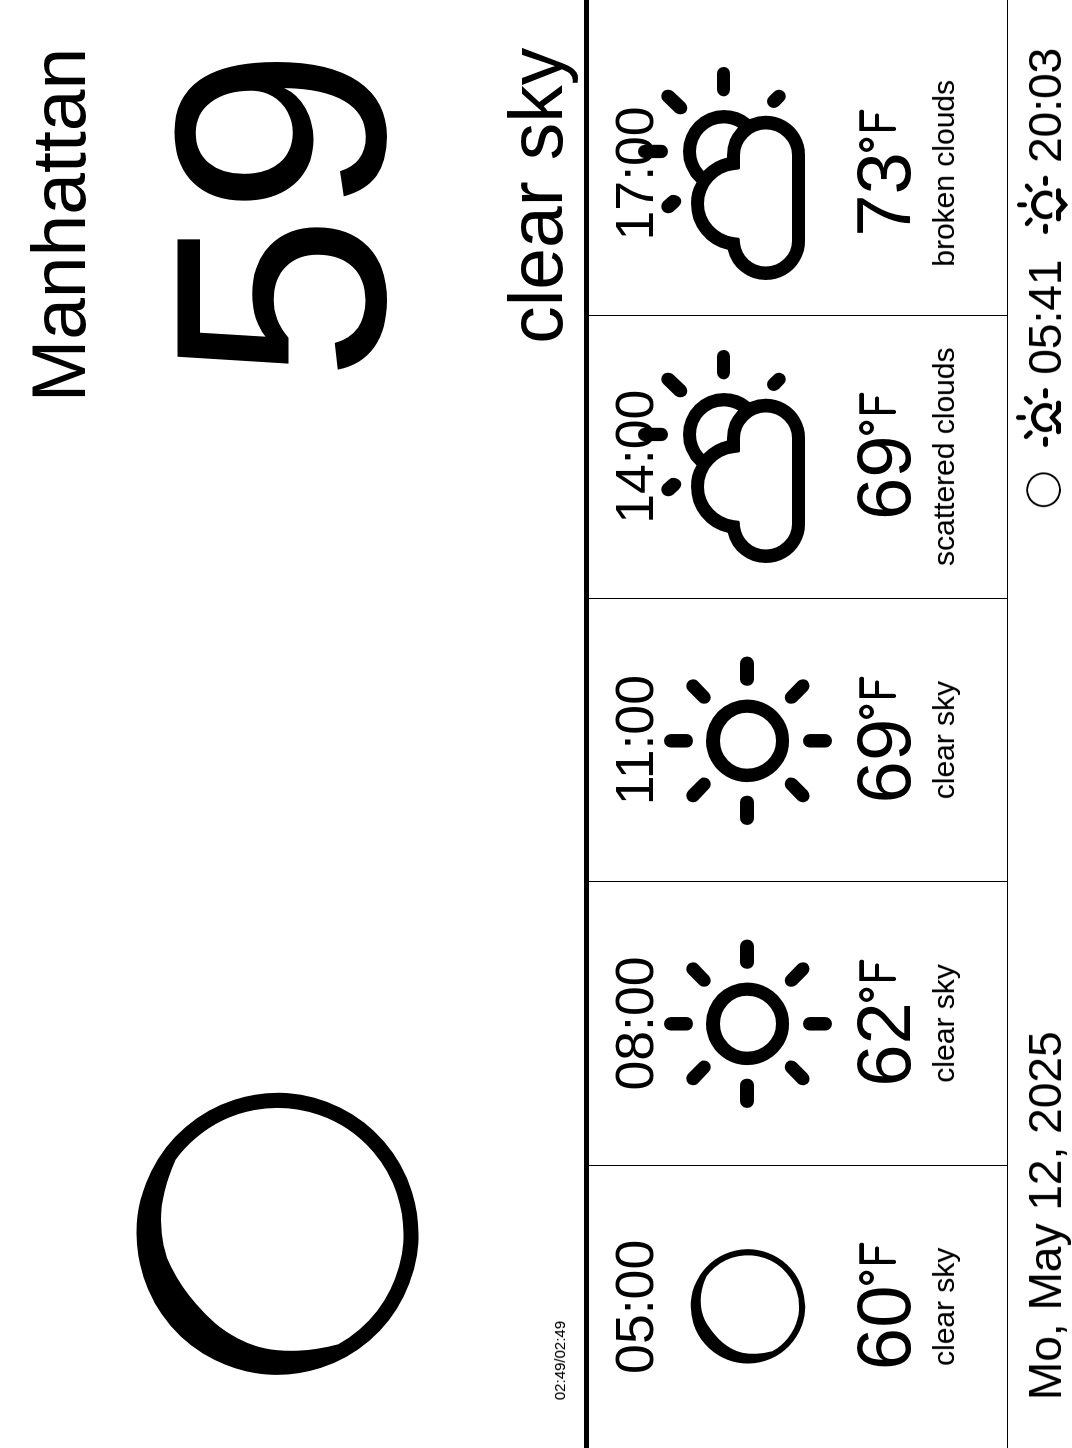 Manhattan
59
clear sky
02:49/02:49
05:00
60°F
clear sky
08:00
62°F
clear sky
11:00
69°F
clear sky
14:00
69°F
scattered clouds
17:00
73°F
broken clouds
Mo, May 12, 2025
05:41 20:03